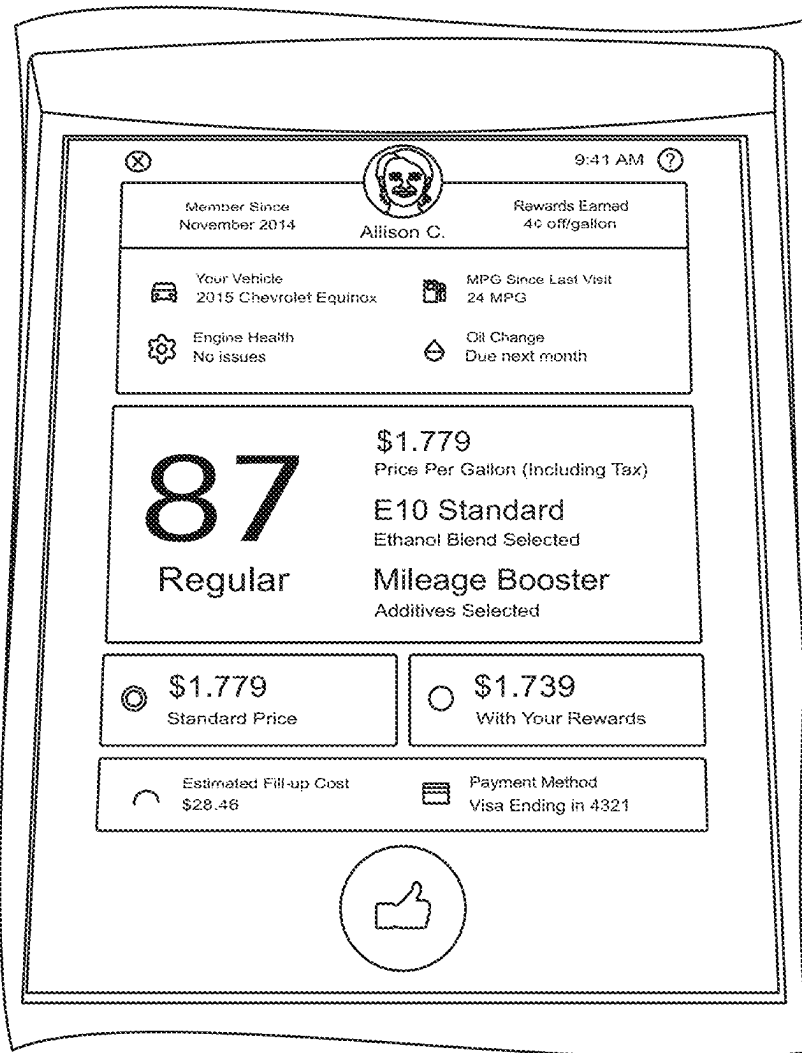 9:41 AM ?
Member Since
November 2014
Allison C.
Rewards Earned
4¢ off/gallon
Your Vehicle
2015 Chevrolet Equinox
MPG Since Last Visit
24 MPG
Engine Health
No issues
Oil Change
Due next month
87
Regular
$1.779
Price Per Gallon (Including Tax)
E10 Standard
Ethanol Blend Selected
Mileage Booster
Additives Selected
$1.779
Standard Price
$1.739
With Your Rewards
Estimated Fill-up Cost
$28.46
Payment Method
Visa Ending in 4321